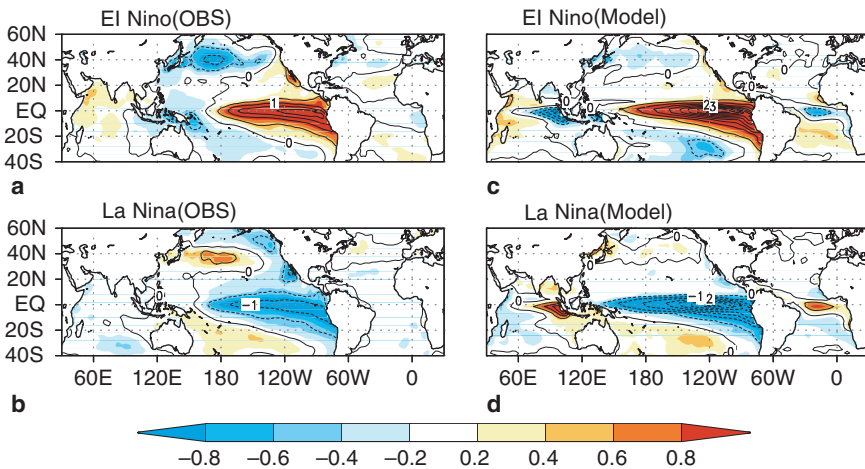 El Nino(OBS)
El Nino(Model)
60N
40N
20N
EQ
20S
40S
0
1
0
0
0
0
10
23
0
a
c
La Nina(OBS)
La Nina(Model)
60N
40N
20N
EQ
20S
40S
0
−1
0
0
0
0
−1 2
0
60E 120E 180 120W 60W 0
60E 120E 180 120W 60W 0
b
d
−0.8 −0.6 −0.4 −0.2 0.2 0.4 0.6 0.8